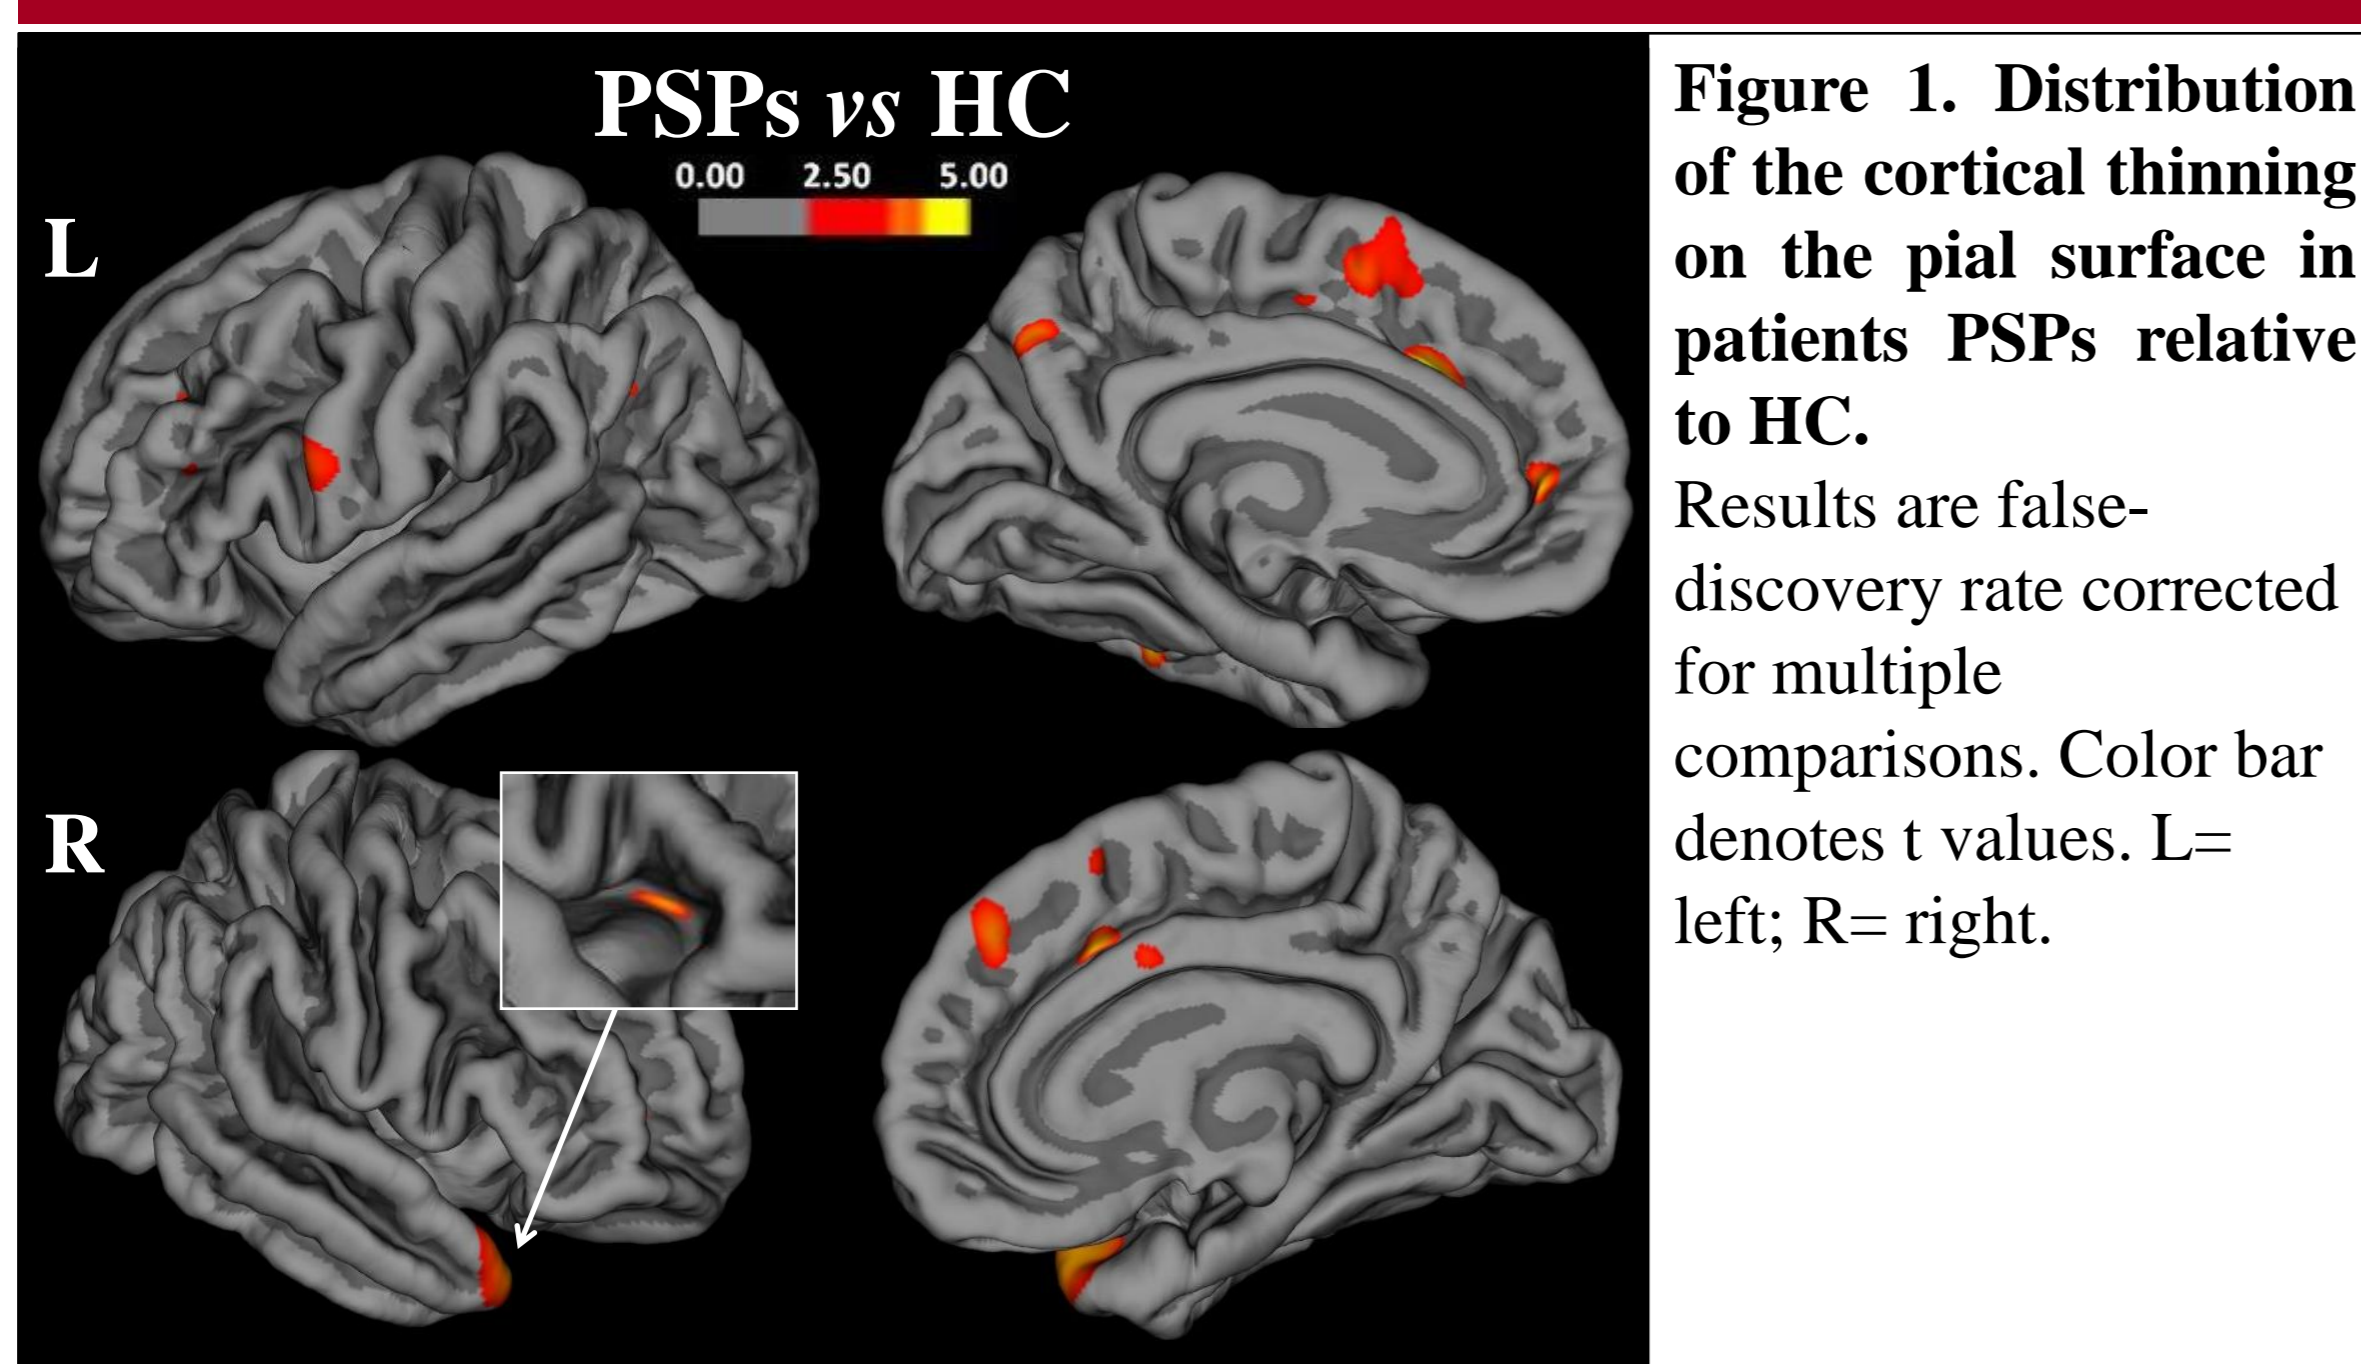 PSPs vs HC
0.00 2.50 5.00
L
R
Figure 1. Distribution
of the cortical thinning
on the pial surface in
patients PSPs relative
to HC.
Results are false-
discovery rate corrected
for multiple
comparisons. Color bar
denotes t values. L=
left; R= right.